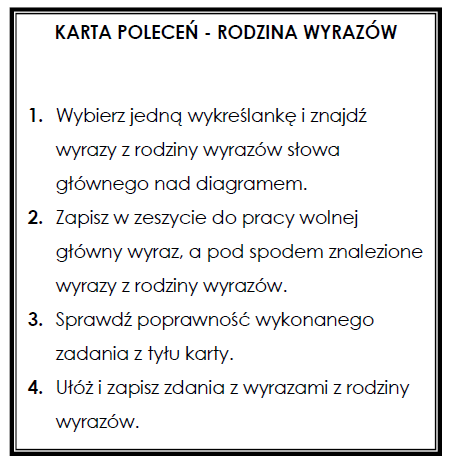 KARTA POLECEŃ - RODZINA WYRAZÓW
1. Wybierz jedną wykreślankę i znajdź
wyrazy z rodziny wyrazów słowa
głównego nad diagramem.
2. Zapisz w zeszycie do pracy wolnej
główny wyraz, a pod spodem znalezione
wyrazy z rodziny wyrazów.
3. Sprawdź poprawność wykonanego
zadania z tyłu karty.
4. Ułóż i zapisz zdania z wyrazami z rodziny
wyrazów.